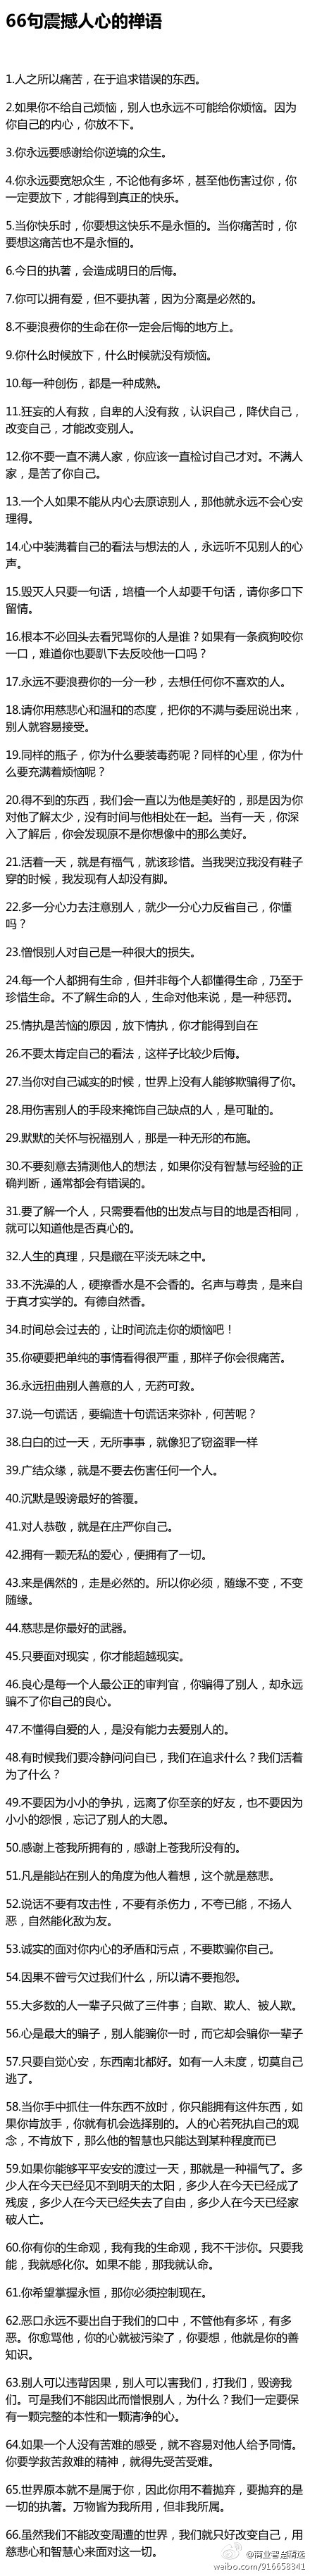 66句震撼人心的禅语
1.人之所以痛苦，在于追求错误的东西。
2.如果你不给自己烦恼，别人也永远不可能给你烦恼。因为
你自己的内心，你放不下。
3.你永远要感谢给你逆境的众生。
4.你永远要宽恕众生，不论他有多坏，甚至他伤害过你，你
一定要放下，才能得到真正的快乐。
5.当你快乐时，你要想这快乐不是永恒的。当你痛苦时，你
要想这痛苦也不是永恒的。
6.今日的执著，会造成明日的后悔。
7.你可以拥有爱，但不要执著，因为分离是必然的。
8.不要浪费你的生命在你一定会后悔的地方上。
9.你什么时候放下，什么时候就没有烦恼。
10.每一种创伤，都是一种成熟。
11.狂妄的人有救，自卑的人没有救，认识自己，降伏自己，
改变自己，才能改变别人。
12.你不要一直不满人家，你应该一直检讨自己才对。不满人
家，是苦了你自己。
13.一个人如果不能从内心去原谅别人，那他就永远不会心安
理得。
14.心中装满着自己的看法与想法的人，永远听不见别人的心
声。
15.毁灭人只要一句话，培植一个人却要千句话，请你多口下
留情。
16.根本不必回头去看咒骂你的人是谁？如果有一条疯狗咬你
一口，难道你也要趴下去反咬他一口吗？
17.永远不要浪费你的一分一秒，去想任何你不喜欢的人。
18.请你用慈悲心和温和的态度，把你的不满与委屈说出来，
别人就容易接受。
19.同样的瓶子，你为什么要装毒药呢？同样的心里，你为什
么要充满着烦恼呢？
20.得不到的东西，我们会一直以为他是美好的，那是因为你
对他了解太少，没有时间与他相处在一起。当有一天，你深
入了解后，你会发现原不是你想像中的那么美好。
21.活着一天，就是有福气，就该珍惜。当我哭泣我没有鞋子
穿的时候，我发现有人却没有脚。
22.多一分心力去注意别人，就少一分心力反省自己，你懂
吗？
23.憎恨别人对自己是一种很大的损失。
24.每一个人都拥有生命，但并非每个人都懂得生命，乃至于
珍惜生命。不了解生命的人，生命对他来说，是一种惩罚。
25.情执是苦恼的原因，放下情执，你才能得到自在
26.不要太肯定自己的看法，这样子比较少后悔。
27.当你对自己诚实的时候，世界上没有人能够欺骗得了你。
28.用伤害别人的手段来掩饰自己缺点的人，是可耻的。
29.默默的关怀与祝福别人，那是一种无形的布施。
30.不要刻意去猜测他人的想法，如果你没有智慧与经验的正
确判断，通常都会有错误的。
31.要了解一个人，只需要看他的出发点与目的地是否相同，
就可以知道他是否真心的。
32.人生的真理，只是藏在平淡无味之中。
33.不洗澡的人，硬擦香水是不会香的。名声与尊贵，是来自
于真才实学的。有德自然香。
34.时间总会过去的，让时间流走你的烦恼吧！
35.你硬要把单纯的事情看得很严重，那样子你会很痛苦。
36.永远扭曲别人善意的人，无药可救。
37.说一句谎话，要编造十句谎话来弥补，何苦呢？
38.白白的过一天，无所事事，就像犯了窃盗罪一样
39.广结众缘，就是不要去伤害任何一个人。
40.沉默是毁谤最好的答覆。
41.对人恭敬，就是在庄严你自己。
42.拥有一颗无私的爱心，便拥有了一切。
43.来是偶然的，走是必然的。所以你必须，随缘不变，不变
随缘。
44.慈悲是你最好的武器。
45.只要面对现实，你才能超越现实。
46.良心是每一个人最公正的审判官，你骗得了别人，却永远
骗不了你自己的良心。
47.不懂得自爱的人，是没有能力去爱别人的。
48.有时候我们要冷静问问自已，我们在追求什么？我们活着
为了什么？
49.不要因为小小的争执，远离了你至亲的好友，也不要因为
小小的怨恨，忘记了别人的大恩。
50.感谢上苍我所拥有的，感谢上苍我所没有的。
51.凡是能站在别人的角度为他人着想，这个就是慈悲。
52.说话不要有攻击性，不要有杀伤力，不夸已能，不扬人
恶，自然能化敌为友。
53.诚实的面对你内心的矛盾和污点，不要欺骗你自己。
54.因果不曾亏欠过我们什么，所以请不要抱怨。
55.大多数的人一辈子只做了三件事；自欺、欺人、被人欺。
56.心是最大的骗子，别人能骗你一时，而它却会骗你一辈子
57.只要自觉心安，东西南北都好。如有一人未度，切莫自己
逃了。
58.当你手中抓住一件东西不放时，你只能拥有这件东西，如
果你肯放手，你就有机会选择别的。人的心若死执自己的观
念，不肯放下，那么他的智慧也只能达到某种程度而已
59.如果你能够平平安安的渡过一天，那就是一种福气了。多
少人在今天已经见不到明天的太阳，多少人在今天已经成了
残废，多少人在今天已经失去了自由，多少人在今天已经家
破人亡。
60.你有你的生命观，我有我的生命观，我不干涉你。只要我
能，我就感化你。如果不能，那我就认命。
61.你希望掌握永恒，那你必须控制现在。
62.恶口永远不要出自于我们的口中，不管他有多坏，有多
恶。你愈骂他，你的心就被污染了，你要想，他就是你的善
知识。
63.别人可以违背因果，别人可以害我们，打我们，毁谤我
们。可是我们不能因此而憎恨别人，为什么？我们一定要保
有一颗完整的本性和一颗清净的心。
64.如果一个人没有苦难的感受，就不容易对他人给予同情。
你要学救苦救难的精神，就得先受苦受难。
65.世界原本就不是属于你，因此你用不着抛弃，要抛弃的是
一切的执著。万物皆为我所用，但非我所属。
66.虽然我们不能改变周遭的世界，我们就只好改变自己，用
慈悲心和智慧心来面对这一切。
@商业智慧精选
weibo.com/916658341